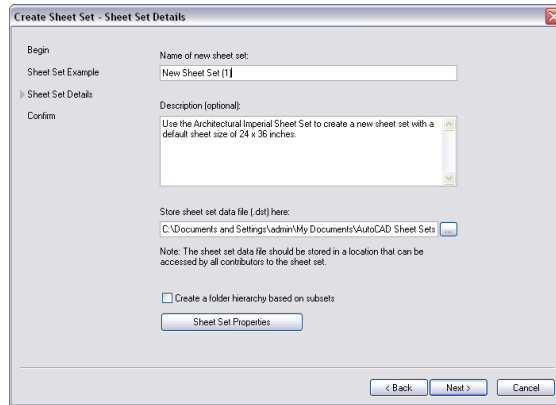 Create Sheet Set - Sheet Set Details
Begin
Sheet Set Example
Sheet Set Details
Confirm
Name of new sheet set:
New Sheet Set (1)
Description (optional):
Use the Architectural Imperial Sheet Set to create a new sheet set with a
default sheet size of 24 x 36 inches.
Store sheet set data file (.dst) here:
C:\Documents and Settings\admin\My Documents\AutoCAD Sheet Sets
...
Note: The sheet set data file should be stored in a location that can be
accessed by all contributors to the sheet set.
Create a folder hierarchy based on subsets
Sheet Set Properties
< Back
Next >
Cancel